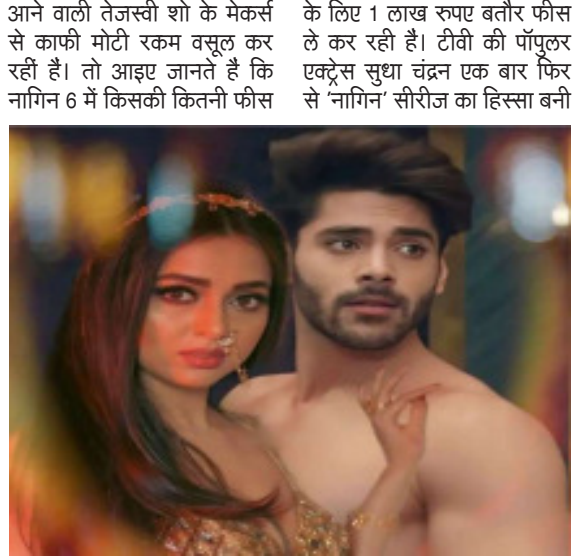 आने वाली तेजस्वी शो के मेकर्स
से काफी मोटी रकम वसूल कर
रहीं हैं। तो आइए जानते हैं कि
नागिन 6 में किसकी कितनी फीस
के लिए 1 लाख रुपए बतौर फीस
ले कर रही हैं। टीवी की पॉपुलर
एक्ट्रेस सुधा चंद्रन एक बार फिर
से ‘नागिन’ सीरीज का हिस्सा बनी